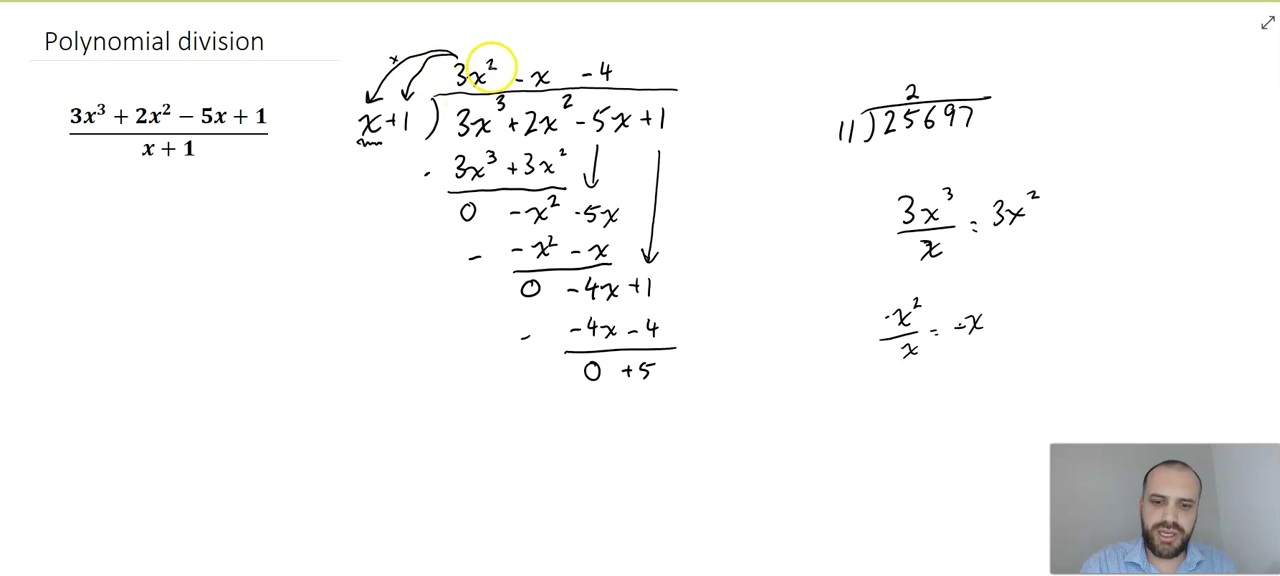 Polynomial division
3x³ + 2x² − 5x + 1
x + 1
x
3x² - x - 4
x + 1 ) 3x³ + 2x² - 5x + 1
- 3x³ + 3x²
0 - x² - 5x
- - x² - x
0 - 4x + 1
- - 4x - 4
0 + 5
2
11 ) 25697
3x³ / x = 3x²
-x² / x = -x